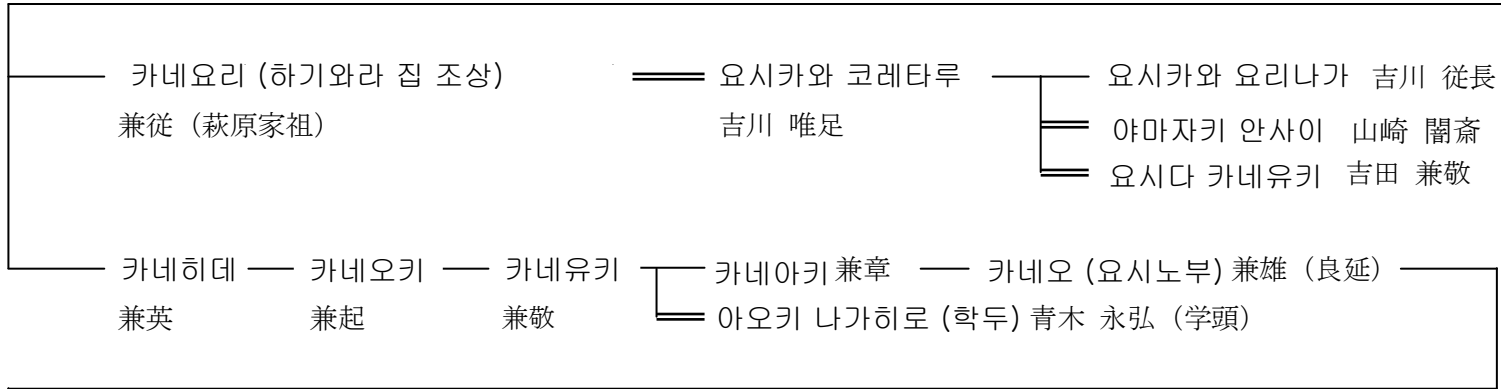 카네요리 (하기와라 집 조상) 요시카와 코레타루 요시카와 요리나가 吉川 従長
兼従（萩原家祖） 吉川 唯足 야마자키 안사이 山崎 闇斎
요시다 카네유키 吉田 兼敬
카네히데 카네오키 카네유키 카네아키 兼章 카네오 (요시노부) 兼雄（良延）
兼英 兼起 兼敬 아오키 나가히로 (학두) 青木 永弘（学頭）